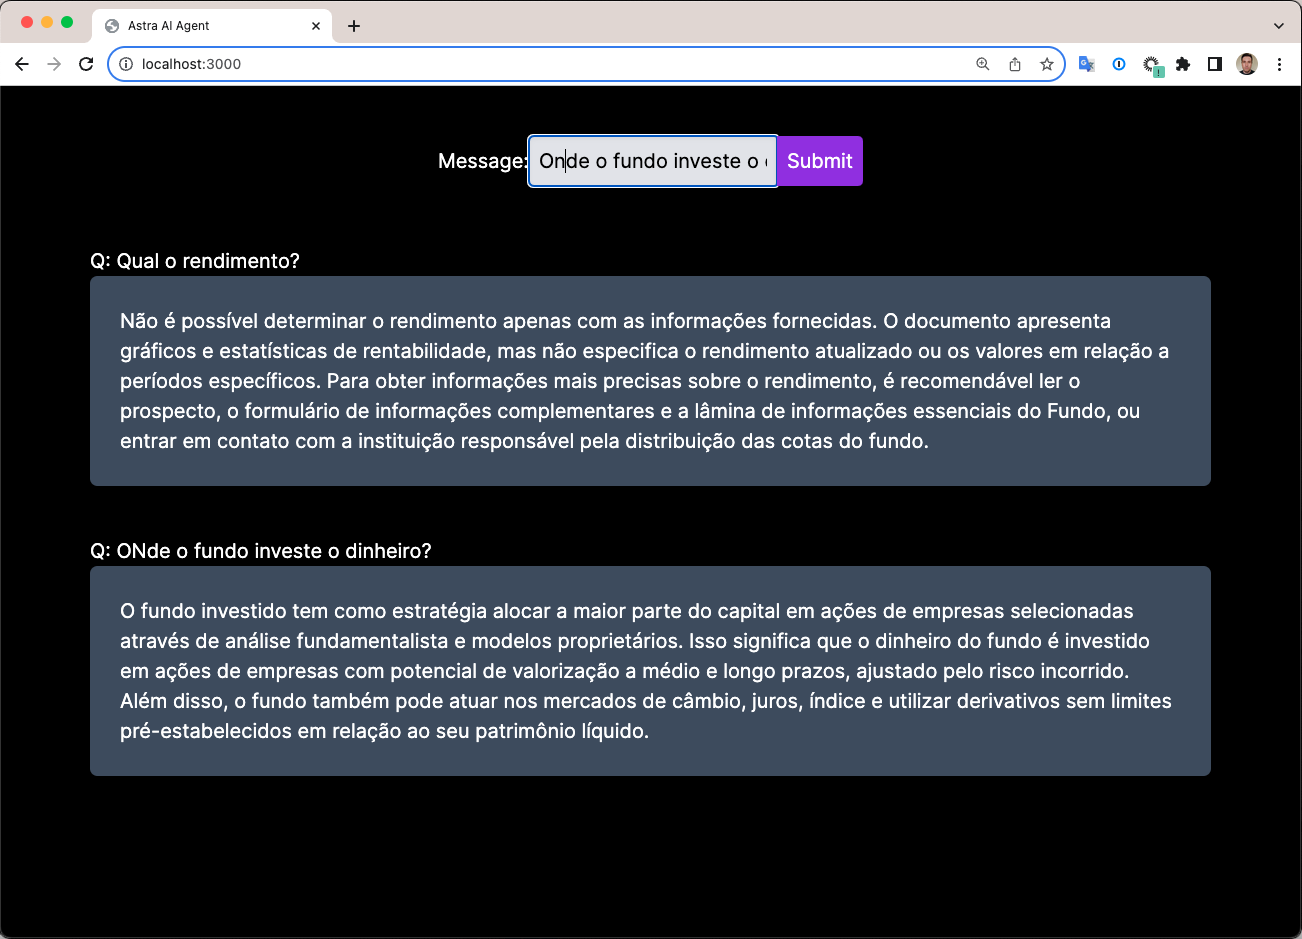 Astra AI Agent
localhost:3000
Message: Onde o fundo investe o Submit
Q: Qual o rendimento?
Não é possível determinar o rendimento apenas com as informações fornecidas. O documento apresenta
gráficos e estatísticas de rentabilidade, mas não especifica o rendimento atualizado ou os valores em relação a
períodos específicos. Para obter informações mais precisas sobre o rendimento, é recomendável ler o
prospecto, o formulário de informações complementares e a lâmina de informações essenciais do Fundo, ou
entrar em contato com a instituição responsável pela distribuição das cotas do fundo.
Q: ONde o fundo investe o dinheiro?
O fundo investido tem como estratégia alocar a maior parte do capital em ações de empresas selecionadas
através de análise fundamentalista e modelos proprietários. Isso significa que o dinheiro do fundo é investido
em ações de empresas com potencial de valorização a médio e longo prazos, ajustado pelo risco incorrido.
Além disso, o fundo também pode atuar nos mercados de câmbio, juros, índice e utilizar derivativos sem limites
pré-estabelecidos em relação ao seu patrimônio líquido.